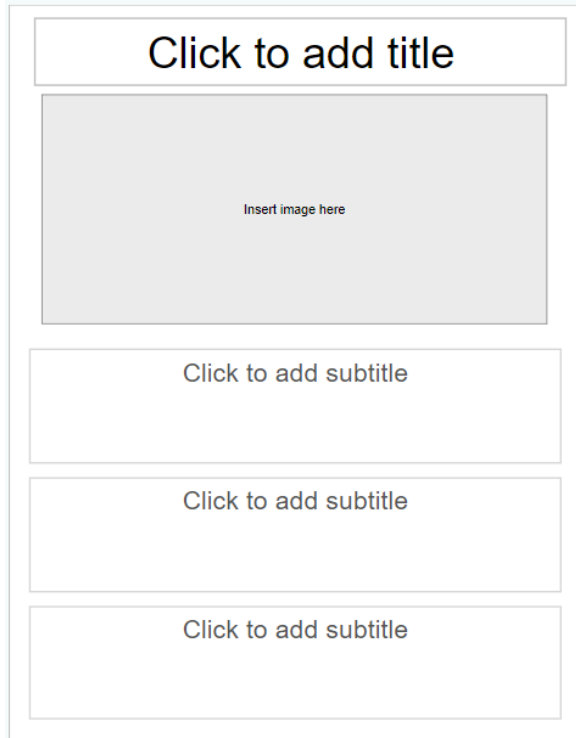 Click to add title
Insert image here
Click to add subtitle
Click to add subtitle
Click to add subtitle